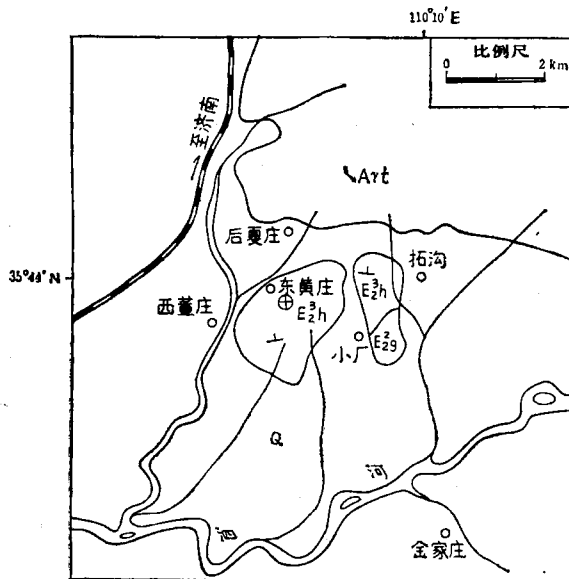 110°10′E
比例尺
0 2 km
→至济南
Art
后夏庄
35°44′N
东黄庄
E₂³h
E₂³h
拓沟
西董庄
小厂
E₂²g
Q
泗
河
金家庄